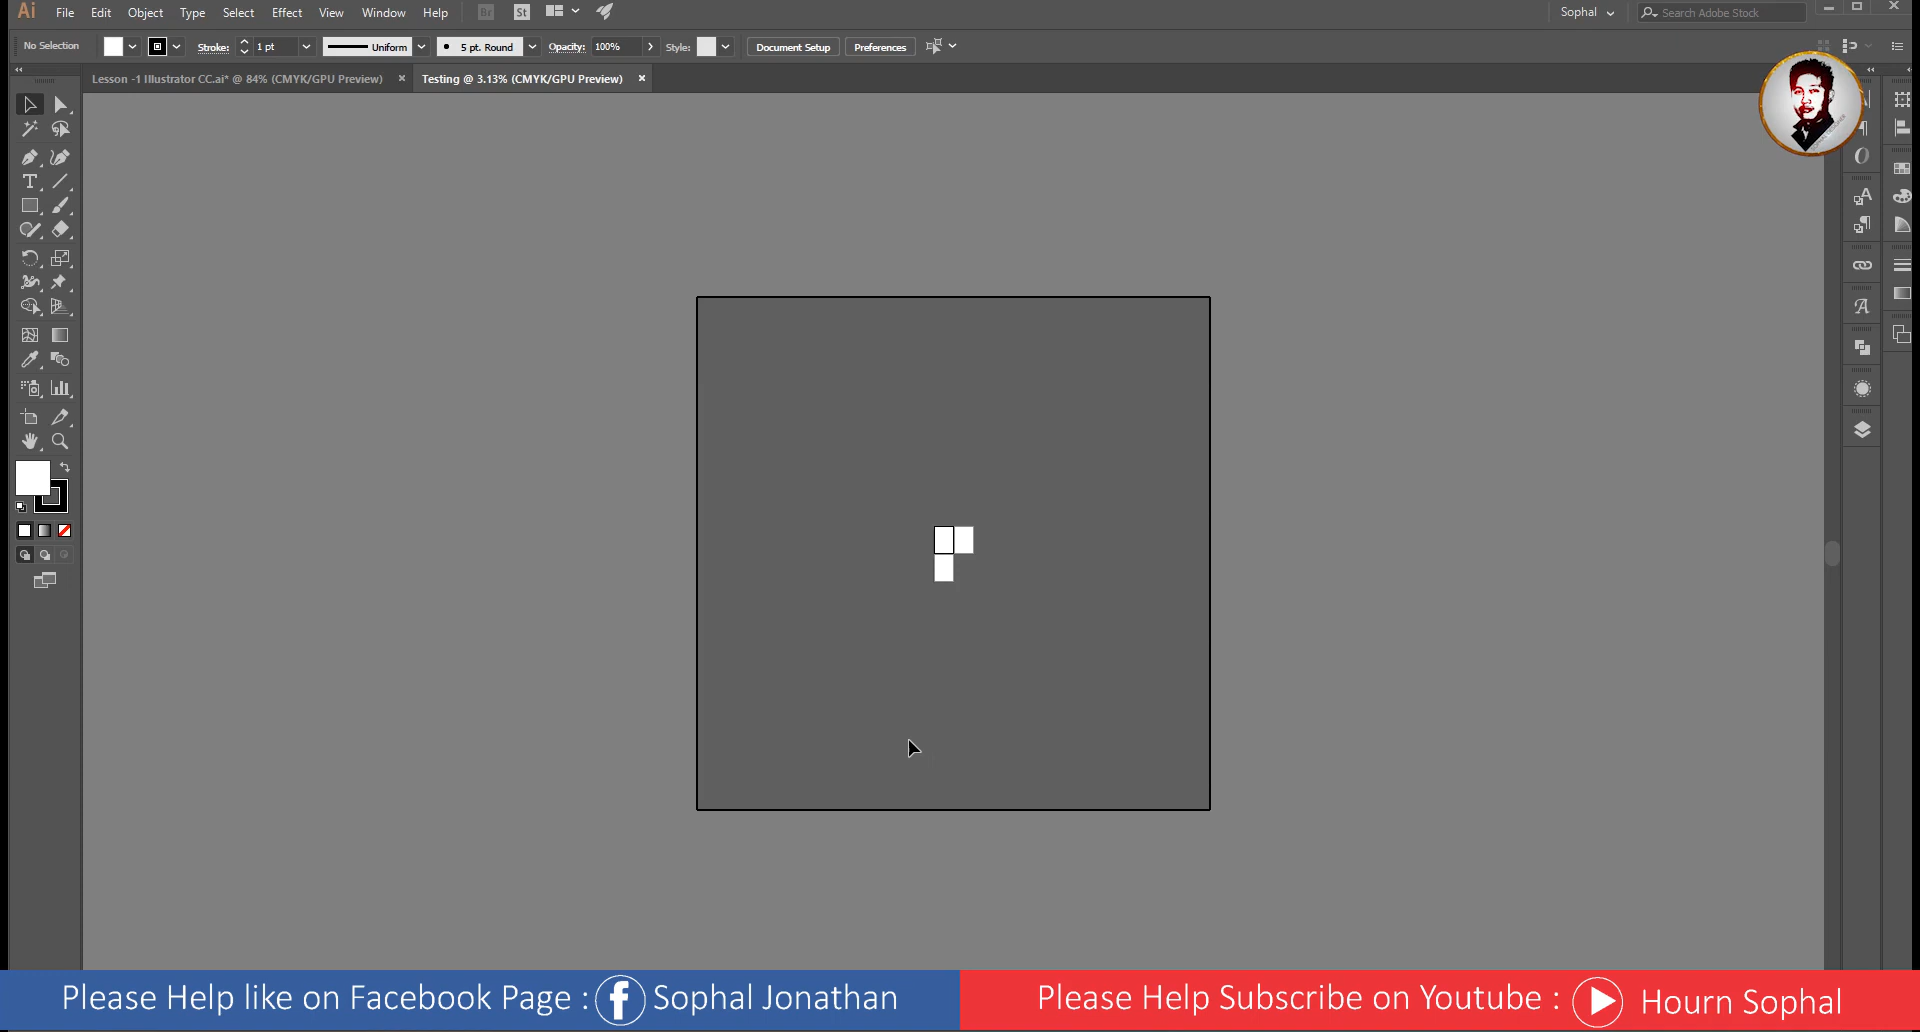 Ai File Edit Object Type Select Effect View Window Help Br St Sophal Search Adobe Stock
No Selection Stroke: 1 pt Uniform 5 pt. Round Opacity: 100% Style: Document Setup Preferences
Lesson -1 Illustrator CC.ai* @ 84% (CMYK/GPU Preview) × Testing @ 3.13% (CMYK/GPU Preview) ×
Please Help like on Facebook Page : f Sophal Jonathan Please Help Subscribe on Youtube : Hourn Sophal